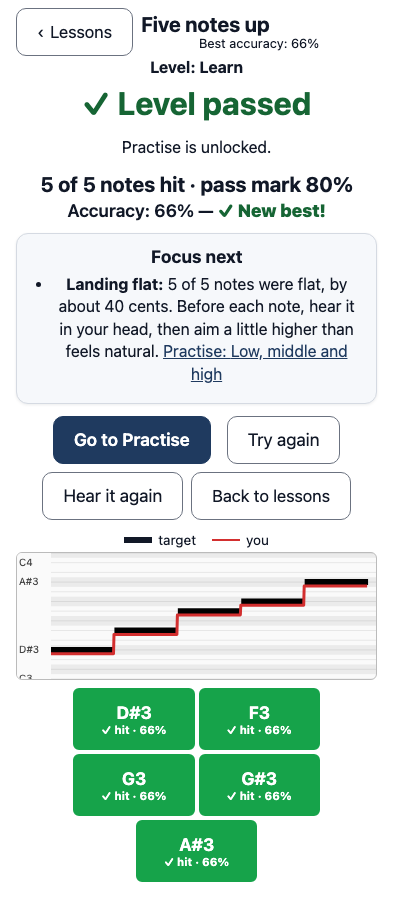 ‹ Lessons
Five notes up
Best accuracy: 66%
Level: Learn
✓ Level passed
Practise is unlocked.
5 of 5 notes hit · pass mark 80%
Accuracy: 66% — ✓ New best!
Focus next
• Landing flat: 5 of 5 notes were flat, by
about 40 cents. Before each note, hear it
in your head, then aim a little higher than
feels natural. Practise: Low, middle and
high
Go to Practise
Try again
Hear it again
Back to lessons
target
you
C4
A#3
D#3
C3
D#3
✓ hit · 66%
F3
✓ hit · 66%
G3
✓ hit · 66%
G#3
✓ hit · 66%
A#3
✓ hit · 66%